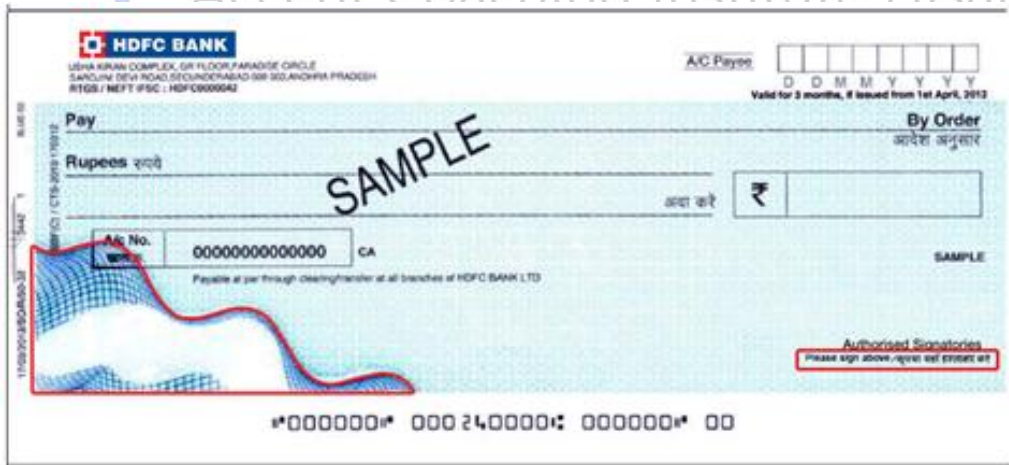 HDFC BANK
USHA KIRAN COMPLEX, GR FLOOR, PARADISE CIRCLE
SAROJINI DEVI ROAD, SECUNDERABAD 500 003, ANDHRA PRADESH
RTGS / NEFT IFSC : HDFC0000042
A/C Payee
D D M M Y Y Y Y
Valid for 3 months, if issued from 1st April, 2012
Pay
By Order
आदेश अनुसार
Rupees रुपये
SAMPLE
अदा करें
₹
A/c No.
00000000000000
CA
Payable at par through clearing/transfer at all branches of HDFC BANK LTD
SAMPLE
Authorised Signatories
Please sign above
⑈000000⑈ 000240000⑆ 000000⑈ 00